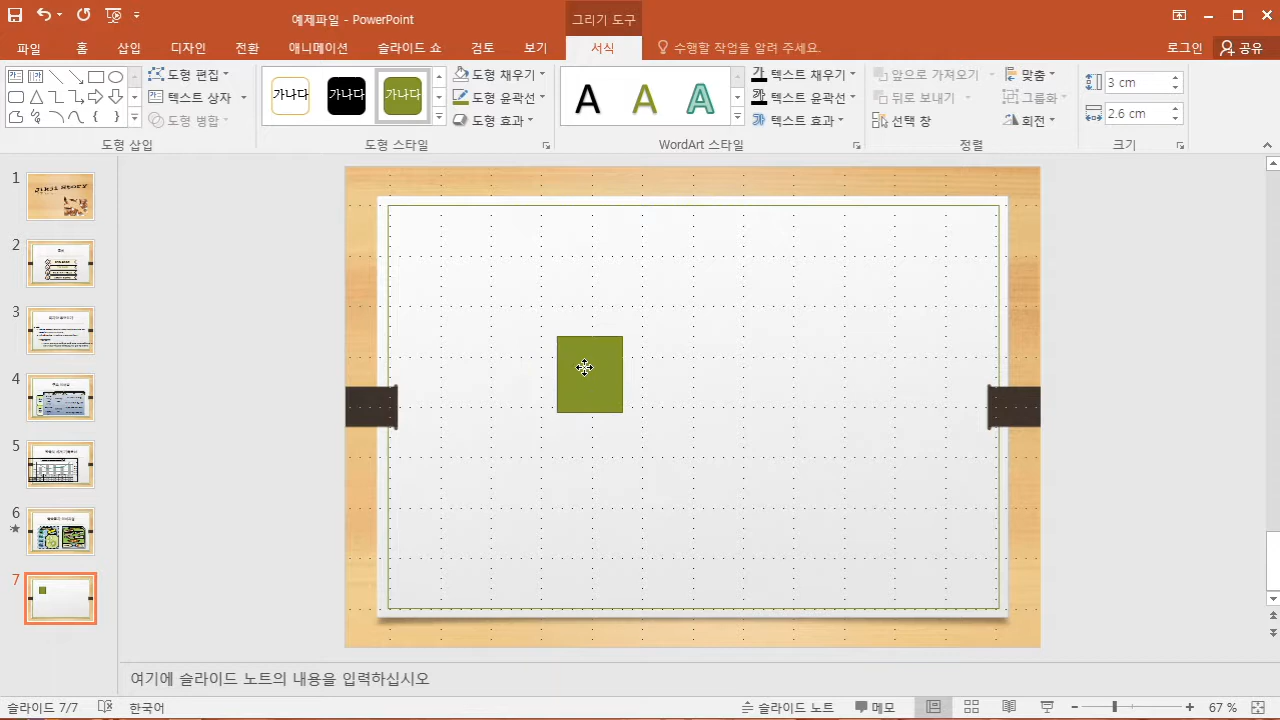 예제파일 - PowerPoint
그리기 도구
파일 홈 삽입 디자인 전환 애니메이션 슬라이드 쇼 검토 보기 서식 수행할 작업을 알려 주세요. 로그인 공유
도형 편집
텍스트 상자
도형 병합
도형 삽입
가나다 가나다 가나다
도형 채우기
도형 윤곽선
도형 효과
도형 스타일
A A A
텍스트 채우기
텍스트 윤곽선
텍스트 효과
WordArt 스타일
앞으로 가져오기
뒤로 보내기
선택 창
맞춤
그룹화
회전
정렬
3 cm
2.6 cm
크기
1
Jikji Story
2
3
4
5
6
7
여기에 슬라이드 노트의 내용을 입력하십시오
슬라이드 7/7 한국어 슬라이드 노트 메모 67 %